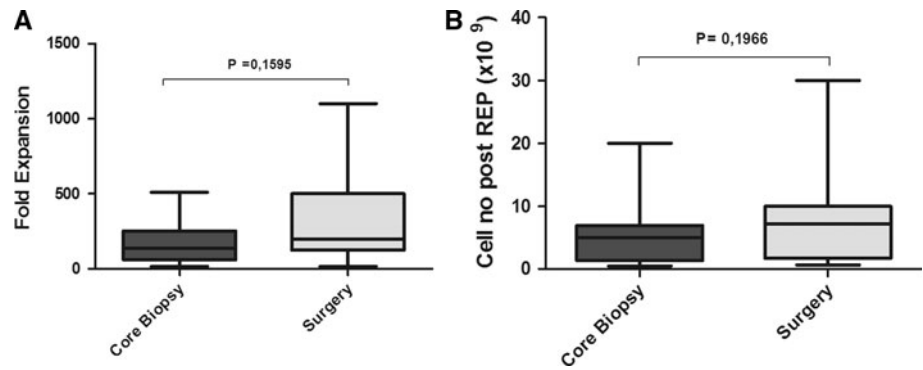 A
Fold Expansion
1500
1000
500
0
P =0,1595
Core Biopsy
Surgery
B
Cell no post REP (x10 9)
40
30
20
10
0
P= 0,1966
Core Biopsy
Surgery